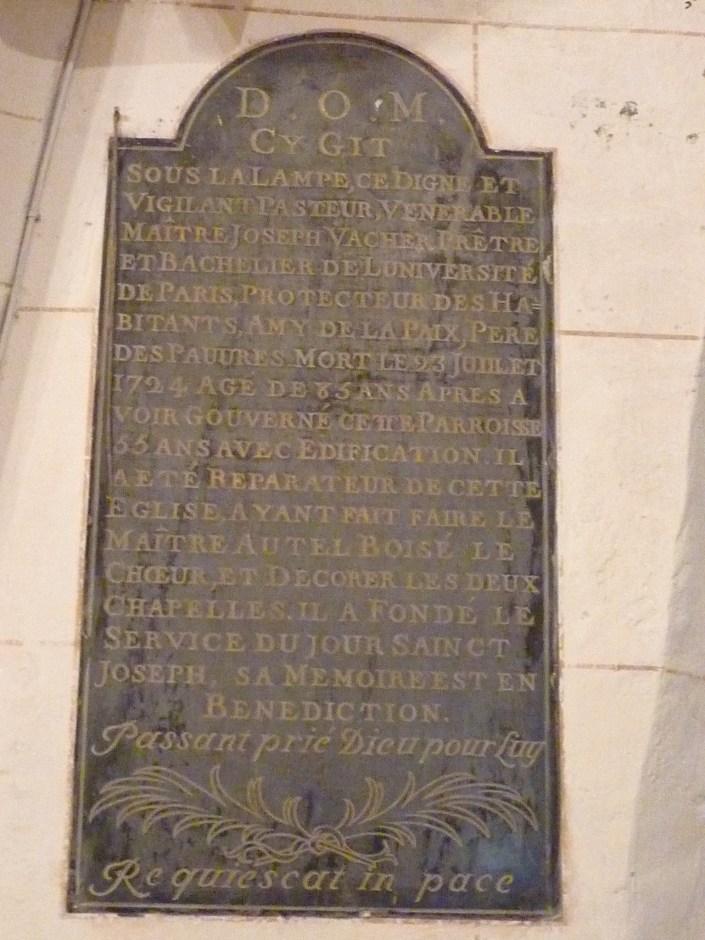 D. O. M.
CY GIT
SOUS LA LAMPE, CE DIGNE ET
VIGILANT PASTEUR, VENERABLE
MAÎTRE JOSEPH VACHER PRÊTRE
ET BACHELIER DE LUNIVERSITÉ
DE PARIS, PROTECTEUR DES HA=
BITANTS, AMY DE LA PAIX, PERE
DES PAUURES MORT LE 23 JUILLET
1724 AGÉ DE 85 ANS APRES A
VOIR GOUVERNÉ CETTE PARROISSE
55 ANS AVEC EDIFICATION. IL
A ETÉ REPARATEUR DE CETTE
EGLISE, AYANT FAIT FAIRE LE
MAÎTRE AUTEL BOISÉ LE
CHŒUR, ET DECORER LES DEUX
CHAPELLES. IL A FONDÉ LE
SERVICE DU JOUR SAINCT
JOSEPH, SA MEMOIRE EST EN
BENEDICTION.
Passant prie Dieu pour Luy
Requiescat in pace